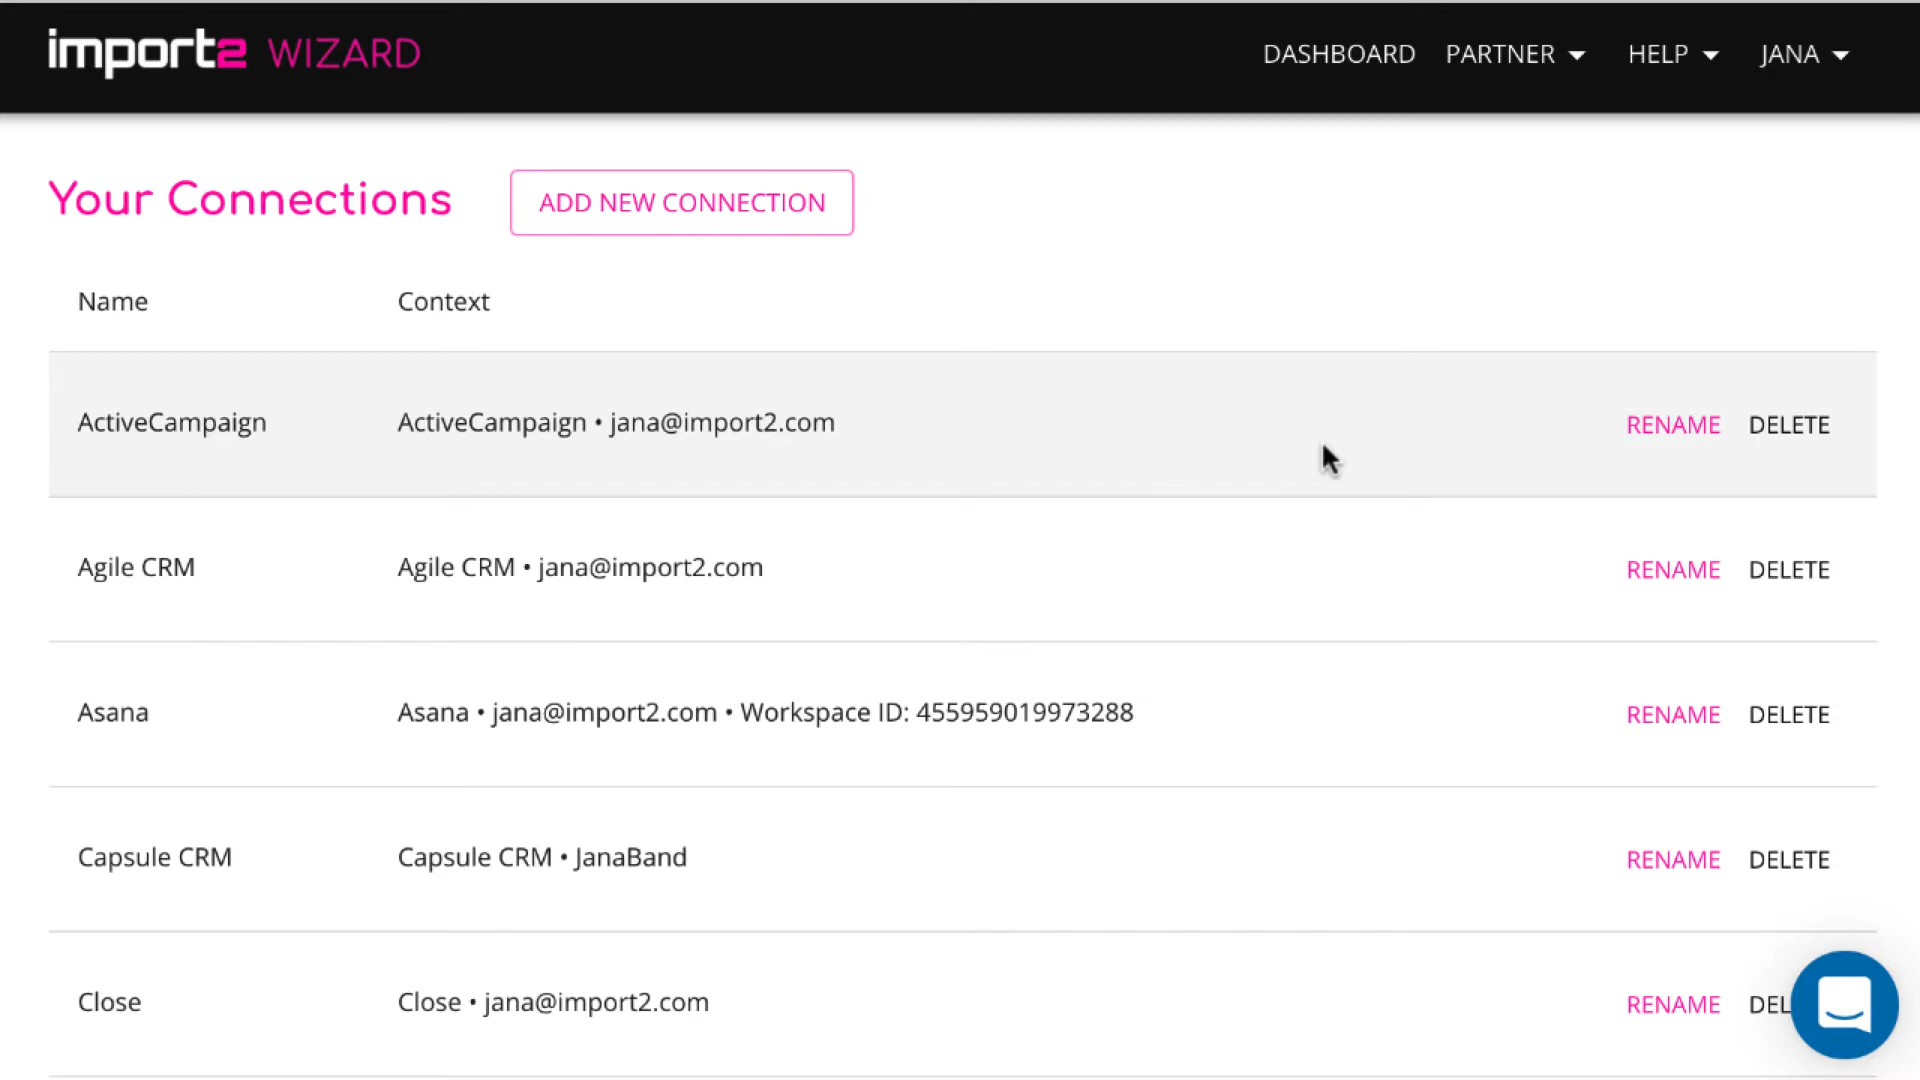 import2 WIZARD DASHBOARD PARTNER HELP JANA
Your Connections ADD NEW CONNECTION
Name Context
ActiveCampaign ActiveCampaign • jana@import2.com RENAME DELETE
Agile CRM Agile CRM • jana@import2.com RENAME DELETE
Asana Asana • jana@import2.com • Workspace ID: 455959019973288 RENAME DELETE
Capsule CRM Capsule CRM • JanaBand RENAME DELETE
Close Close • jana@import2.com RENAME DEL